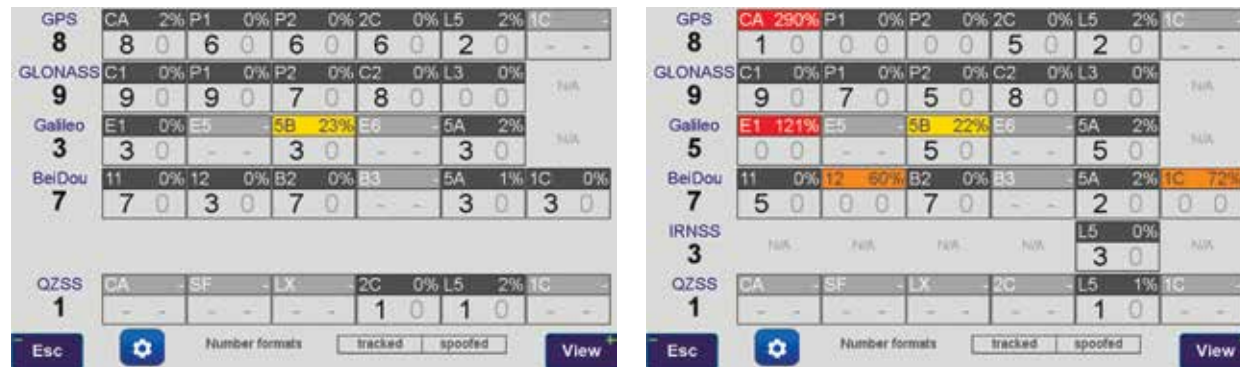 GPS CA 2% P1 0% P2 0% 2C 0% L5 2% 1C -
8 8 0 6 0 6 0 6 0 2 0 - -
GLONASS C1 0% P1 0% P2 0% C2 0% L3 0%
9 9 0 9 0 7 0 8 0 0 0 N/A
Galileo E1 0% E5 - 5B 23% E6 - 5A 2%
3 3 0 - - 3 0 - - 3 0 N/A
BeiDou 11 0% 12 0% B2 0% B3 - 5A 1% 1C 0%
7 7 0 3 0 7 0 - - 3 0 3 0
QZSS CA - SF - LX - 2C 0% L5 2% 1C -
1 - - - - - - 1 0 1 0 - -
- Esc Number formats tracked spoofed View +
GPS CA 290% P1 0% P2 0% 2C 0% L5 2% 1C -
8 1 0 0 0 0 0 5 0 2 0 - -
GLONASS C1 0% P1 0% P2 0% C2 0% L3 0%
9 9 0 7 0 5 0 8 0 0 0 N/A
Galileo E1 121% E5 - 5B 22% E6 - 5A 2%
5 0 0 - - 5 0 - - 5 0 N/A
BeiDou 11 0% 12 60% B2 0% B3 - 5A 2% 1C 72%
7 5 0 0 0 7 0 - - 2 0 0 0
IRNSS L5 0%
3 N/A N/A N/A N/A 3 0 N/A
QZSS CA - SF - LX - 2C - L5 1% 1C -
1 - - - - - - - - 1 0 - -
- Esc Number formats tracked spoofed View